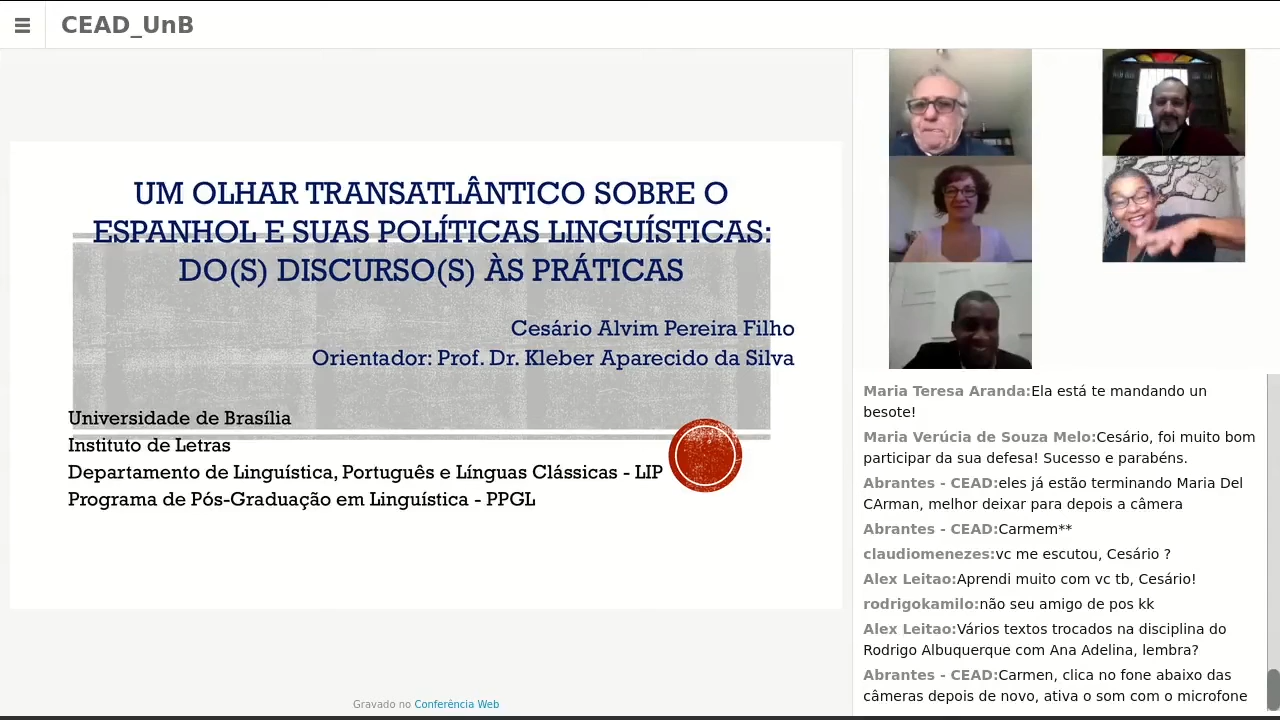 CEAD_UnB
UM OLHAR TRANSATLÂNTICO SOBRE O
ESPANHOL E SUAS POLÍTICAS LINGUÍSTICAS:
DO(S) DISCURSO(S) ÀS PRÁTICAS
Cesário Alvim Pereira Filho
Orientador: Prof. Dr. Kleber Aparecido da Silva
Universidade de Brasília
Instituto de Letras
Departamento de Linguística, Português e Línguas Clássicas - LIP
Programa de Pós-Graduação em Linguística - PPGL
Gravado no Conferência Web
Maria Teresa Aranda:Ela está te mandando un
besote!
Maria Verúcia de Souza Melo:Cesário, foi muito bom
participar da sua defesa! Sucesso e parabéns.
Abrantes - CEAD:eles já estão terminando Maria Del
CArman, melhor deixar para depois a câmera
Abrantes - CEAD:Carmem**
claudiomenezes:vc me escutou, Cesário ?
Alex Leitao:Aprendi muito com vc tb, Cesário!
rodrigokamilo:não seu amigo de pos kk
Alex Leitao:Vários textos trocados na disciplina do
Rodrigo Albuquerque com Ana Adelina, lembra?
Abrantes - CEAD:Carmen, clica no fone abaixo das
câmeras depois de novo, ativa o som com o microfone